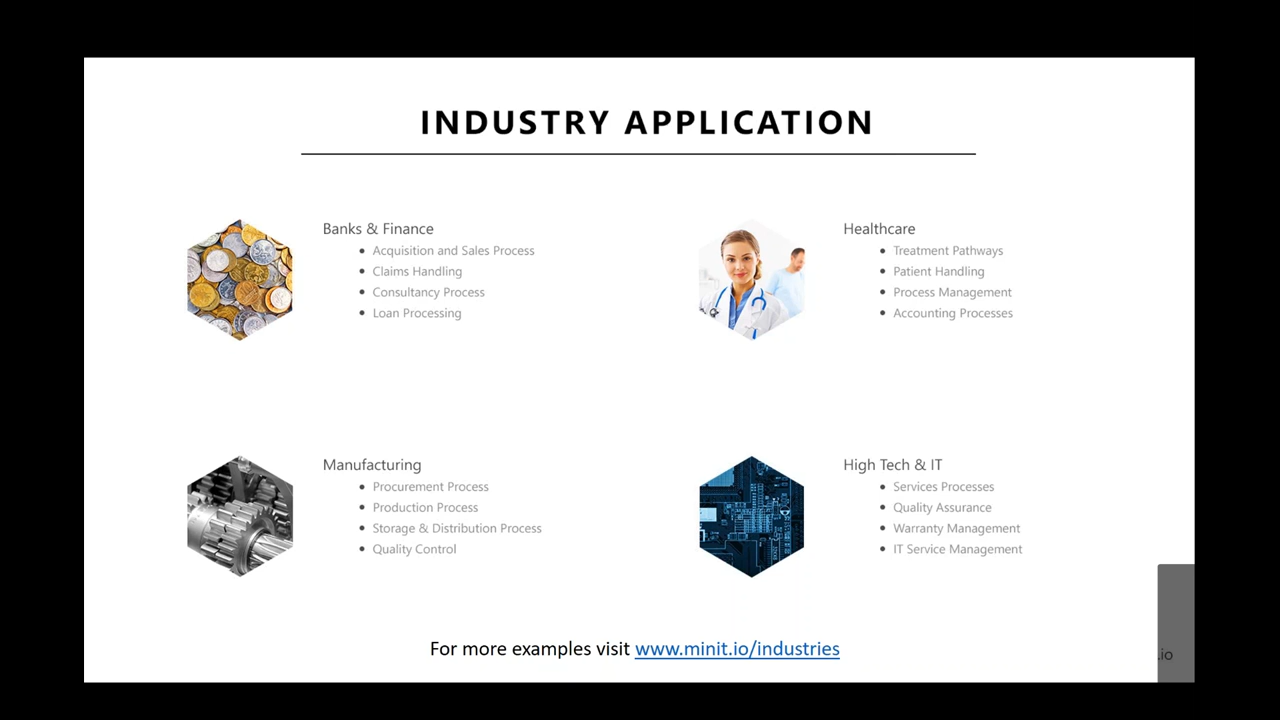 INDUSTRY APPLICATION
Banks & Finance
• Acquisition and Sales Process
• Claims Handling
• Consultancy Process
• Loan Processing
Healthcare
• Treatment Pathways
• Patient Handling
• Process Management
• Accounting Processes
Manufacturing
• Procurement Process
• Production Process
• Storage & Distribution Process
• Quality Control
High Tech & IT
• Services Processes
• Quality Assurance
• Warranty Management
• IT Service Management
For more examples visit www.minit.io/industries
.io